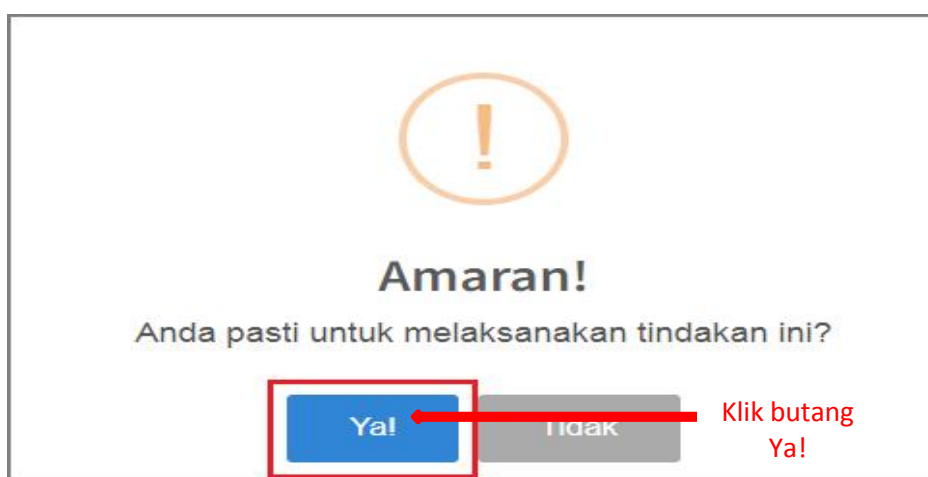 !
Amaran!
Anda pasti untuk melaksanakan tindakan ini?
Ya!
Tidak
Klik butang
Ya!